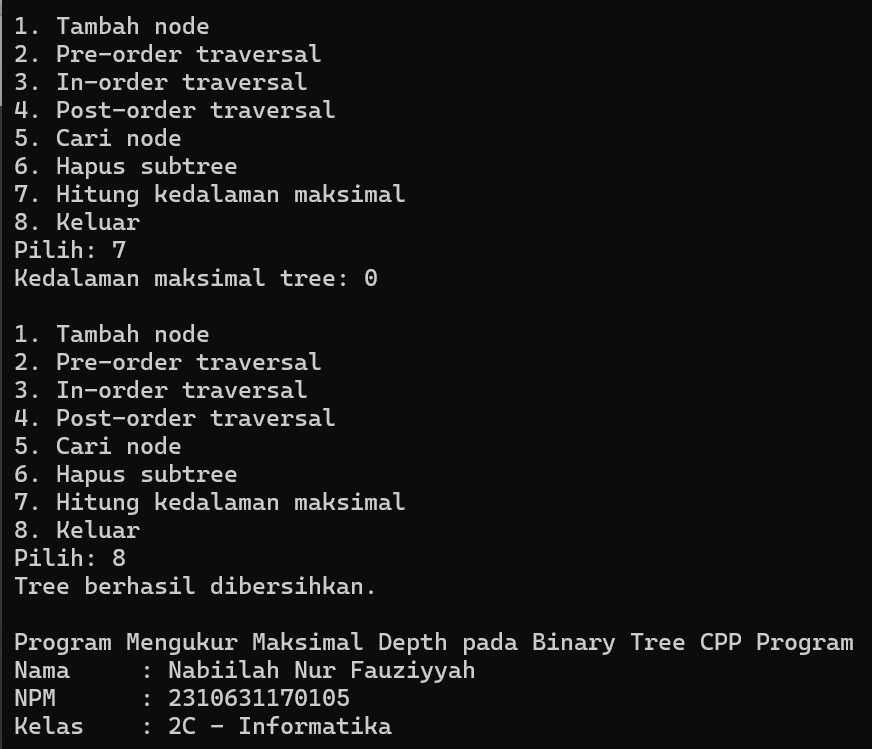 1. Tambah node
2. Pre-order traversal
3. In-order traversal
4. Post-order traversal
5. Cari node
6. Hapus subtree
7. Hitung kedalaman maksimal
8. Keluar
Pilih: 7
Kedalaman maksimal tree: 0

1. Tambah node
2. Pre-order traversal
3. In-order traversal
4. Post-order traversal
5. Cari node
6. Hapus subtree
7. Hitung kedalaman maksimal
8. Keluar
Pilih: 8
Tree berhasil dibersihkan.

Program Mengukur Maksimal Depth pada Binary Tree CPP Program
Nama     : Nabiilah Nur Fauziyyah
NPM      : 2310631170105
Kelas    : 2C - Informatika